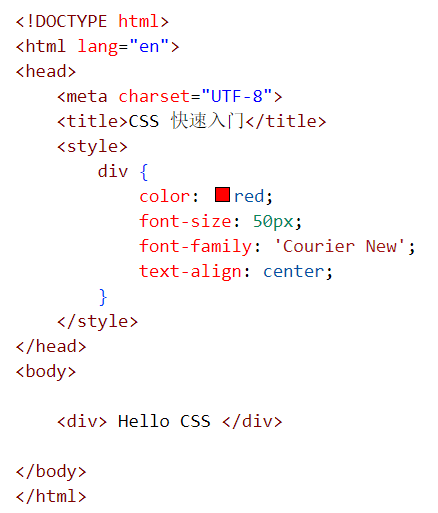 <!DOCTYPE html>
<html lang="en">
<head>
    <meta charset="UTF-8">
    <title>CSS 快速入门</title>
    <style>
        div {
            color: red;
            font-size: 50px;
            font-family: 'Courier New';
            text-align: center;
        }
    </style>
</head>
<body>

    <div> Hello CSS </div>

</body>
</html>